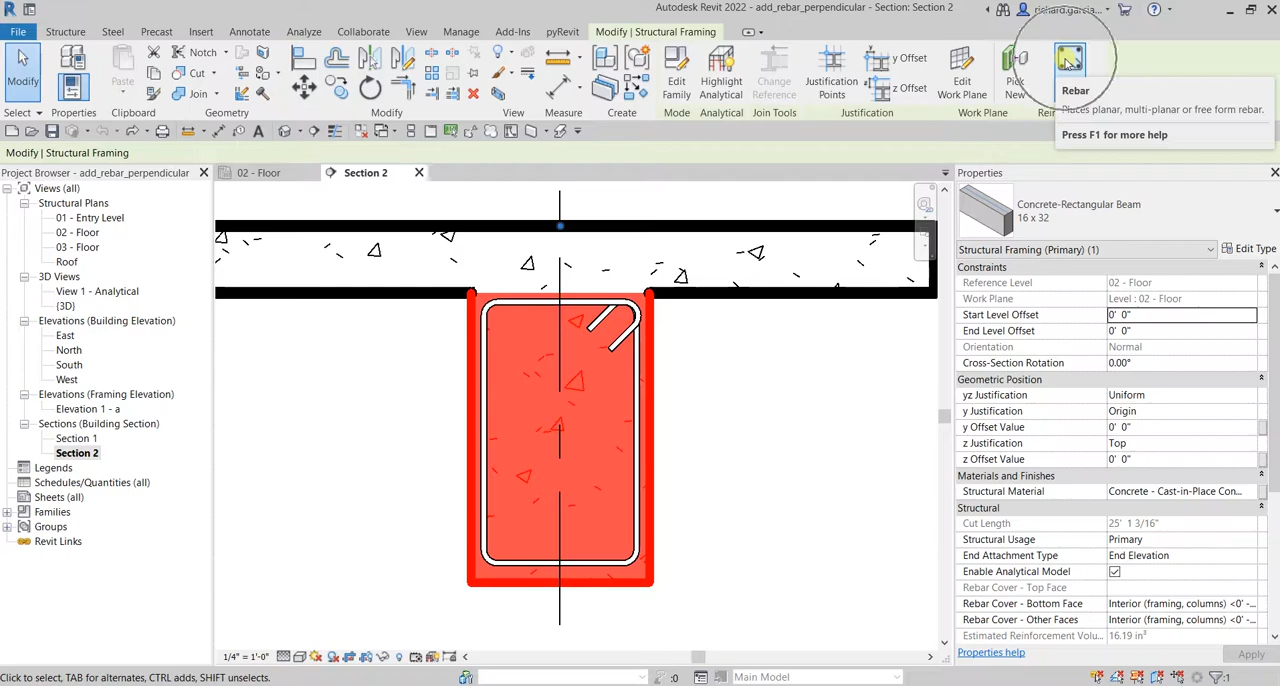 Autodesk Revit 2022 - add_rebar_perpendicular - Section: Section 2
richard.garcia...
File Structure Steel Precast Insert Annotate Analyze Collaborate View Manage Add-Ins pyRevit Modify | Structural Framing
Modify
Paste
Notch
Cut
Join
Edit Family
Highlight Analytical
Change Reference
Justification Points
y Offset
z Offset
Edit Work Plane
Pick New
Select Properties Clipboard Geometry Modify View Measure Create Mode Analytical Join Tools Justification Work Plane
Rebar
Places planar, multi-planar or free form rebar.
Press F1 for more help
Modify | Structural Framing
Project Browser - add_rebar_perpendicular
Views (all)
Structural Plans
01 - Entry Level
02 - Floor
03 - Floor
Roof
3D Views
View 1 - Analytical
{3D}
Elevations (Building Elevation)
East
North
South
West
Elevations (Framing Elevation)
Elevation 1 - a
Sections (Building Section)
Section 1
Section 2
Legends
Schedules/Quantities (all)
Sheets (all)
Families
Groups
Revit Links
02 - Floor
Section 2
Properties
Concrete-Rectangular Beam
16 x 32
Structural Framing (Primary) (1)
Edit Type
Constraints
Reference Level 02 - Floor
Work Plane Level : 02 - Floor
Start Level Offset 0' 0"
End Level Offset 0' 0"
Orientation Normal
Cross-Section Rotation 0.00°
Geometric Position
yz Justification Uniform
y Justification Origin
y Offset Value 0' 0"
z Justification Top
z Offset Value 0' 0"
Materials and Finishes
Structural Material Concrete - Cast-in-Place Con...
Structural
Cut Length 25' 1 3/16"
Structural Usage Primary
End Attachment Type End Elevation
Enable Analytical Model
Rebar Cover - Top Face
Rebar Cover - Bottom Face Interior (framing, columns) <0' -...
Rebar Cover - Other Faces Interior (framing, columns) <0' -...
Estimated Reinforcement Volu... 16.19 in³
Properties help
Apply
1/4" = 1'-0"
Click to select, TAB for alternates, CTRL adds, SHIFT unselects.
:0
Main Model
:1